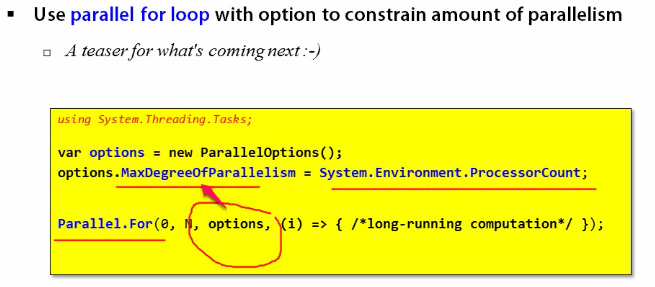 Use parallel for loop with option to constrain amount of parallelism
A teaser for what's coming next :-)
using System.Threading.Tasks;
var options = new ParallelOptions();
options.MaxDegreeOfParallelism = System.Environment.ProcessorCount;
Parallel.For(0, N, options, (i) => { /*long-running computation*/ });